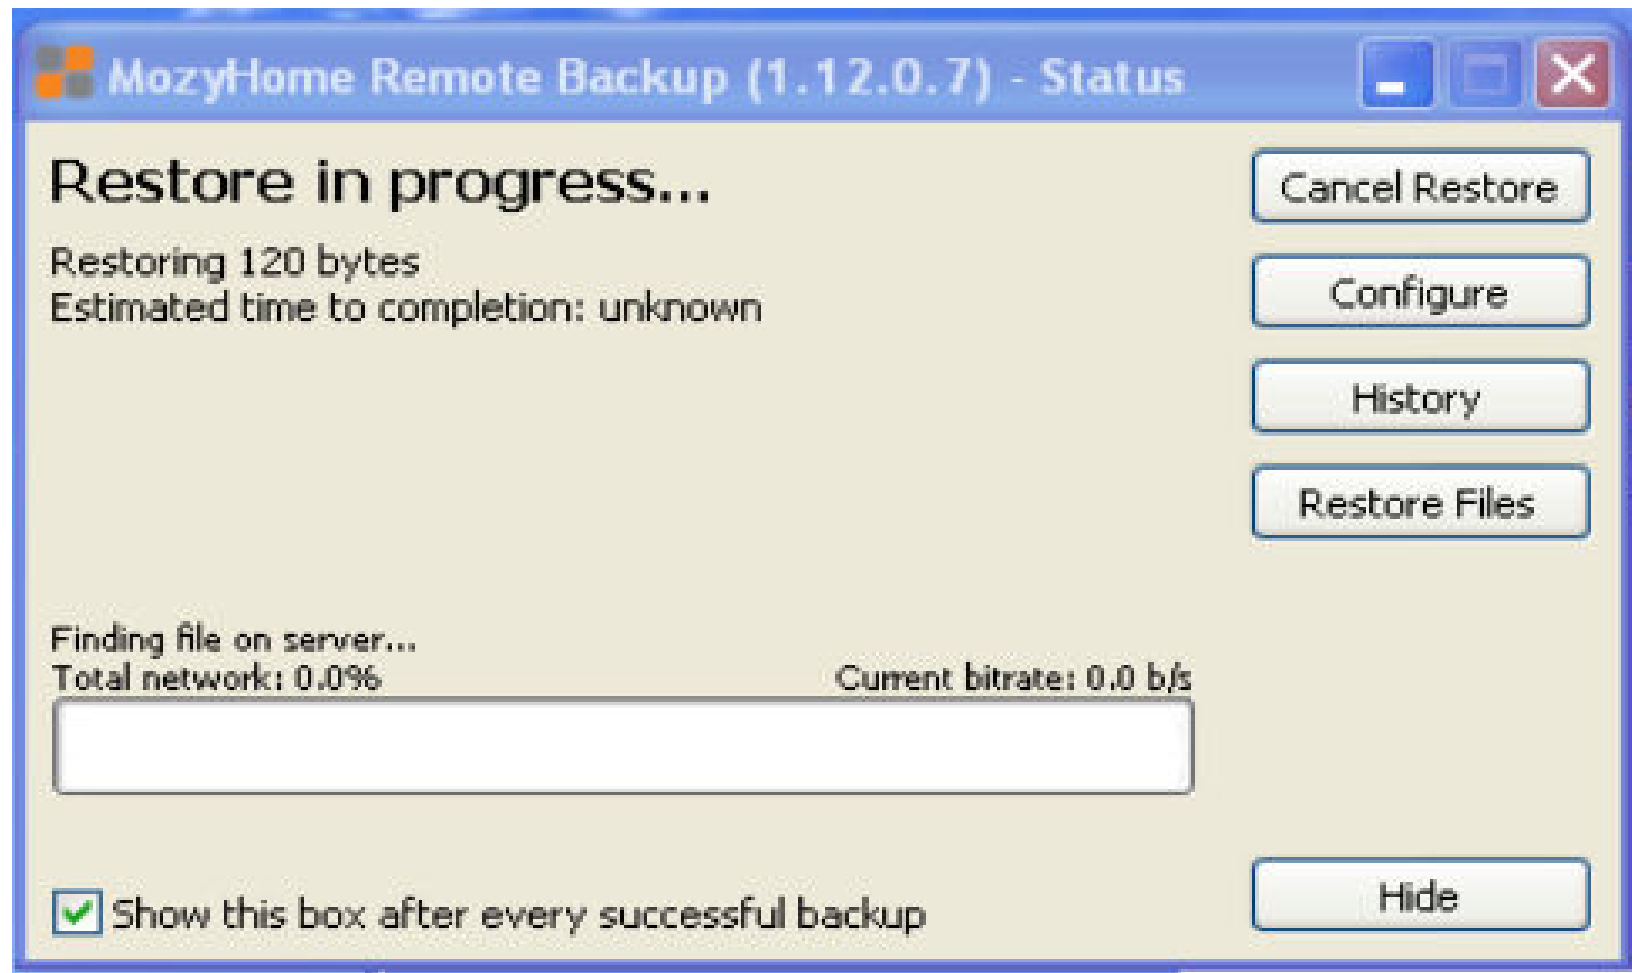 MozyHome Remote Backup (1.12.0.7) - Status
Restore in progress...
Cancel Restore
Restoring 120 bytes
Estimated time to completion: unknown
Configure
History
Restore Files
Finding file on server...
Total network: 0.0% Current bitrate: 0.0 b/s
Show this box after every successful backup
Hide